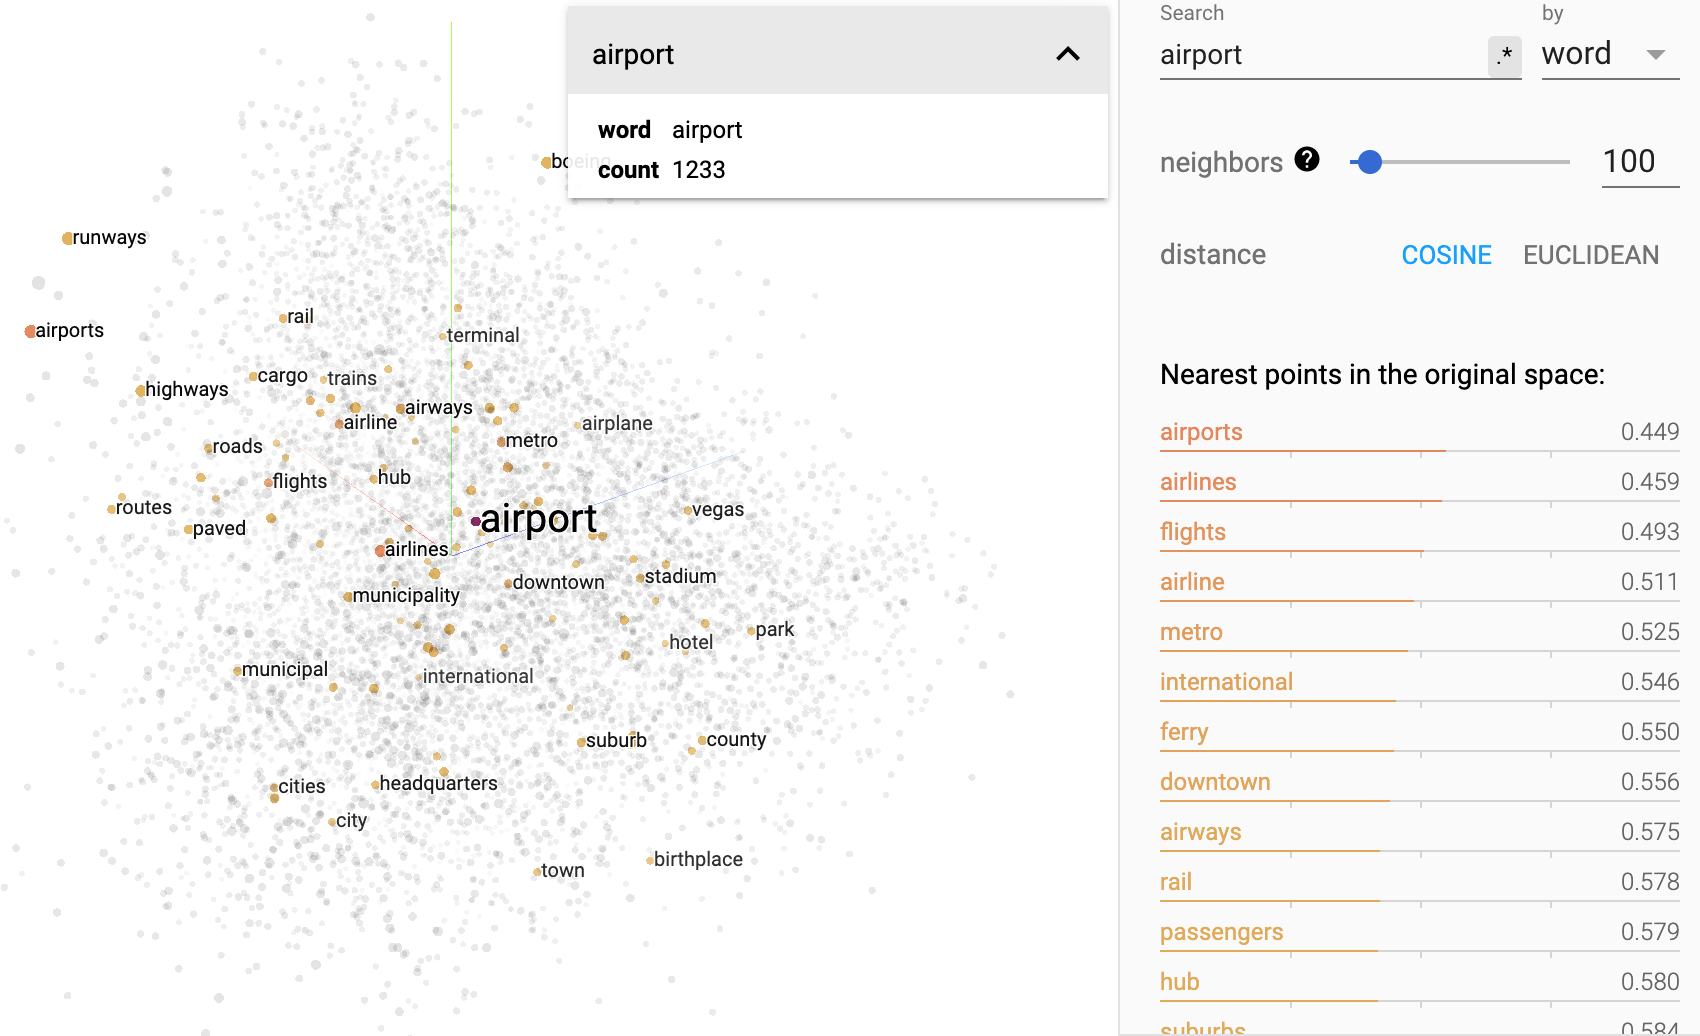 airport
word airport
count 1233
boeing
runways
airports
rail
terminal
highways
cargo
trains
airways
airline
airplane
roads
metro
flights
hub
routes
airport
vegas
paved
airlines
downtown
stadium
municipality
park
hotel
municipal
international
suburb
county
cities
headquarters
city
birthplace
town
Search
by
airport
.*
word
neighbors ?
100
distance
COSINE
EUCLIDEAN
Nearest points in the original space:
airports 0.449
airlines 0.459
flights 0.493
airline 0.511
metro 0.525
international 0.546
ferry 0.550
downtown 0.556
airways 0.575
rail 0.578
passengers 0.579
hub 0.580
suburbs 0.584